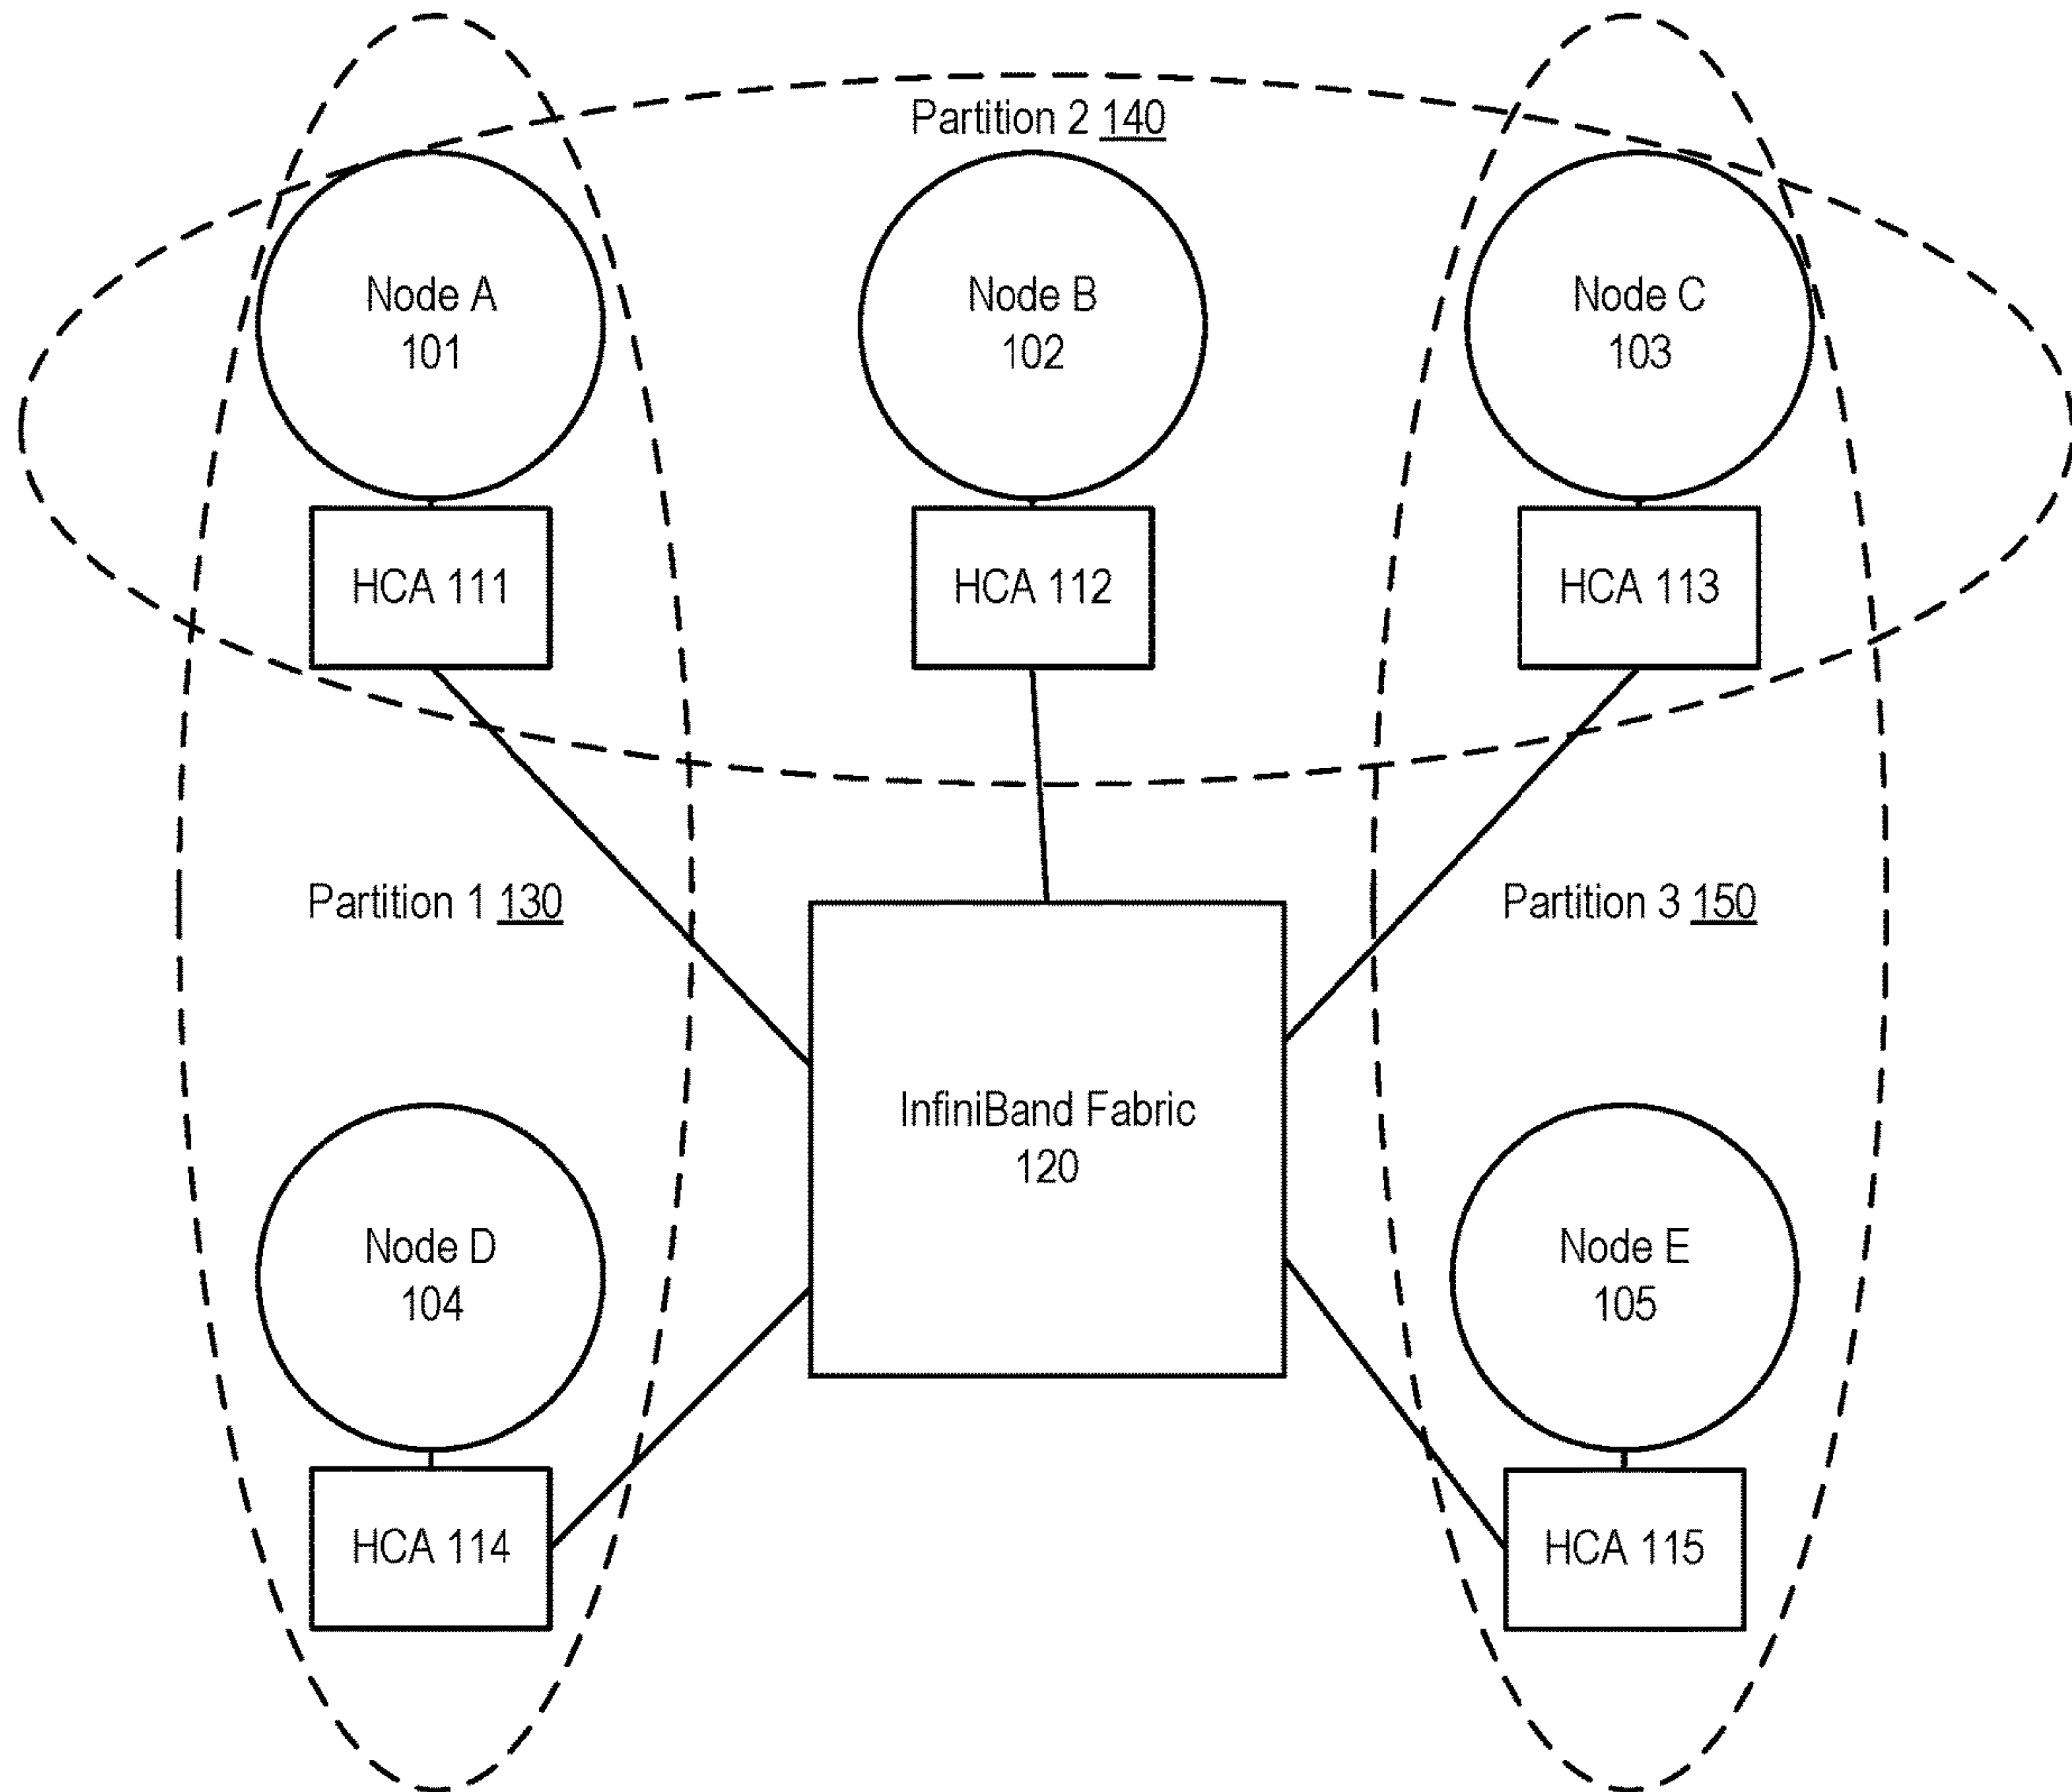 Partition 2 140
Node A
101
Node B
102
Node C
103
HCA 111
HCA 112
HCA 113
Partition 1 130
Partition 3 150
InfiniBand Fabric
120
Node D
104
Node E
105
HCA 114
HCA 115